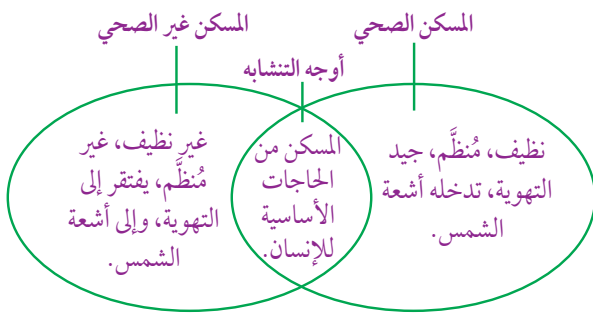 المسكن الصحي
المسكن غير الصحي
أوجه التنشابه
نظيف، مُنظَّم، جيد
التهوية، تدخله أشعة
الشمس.
المسكن من
الحاجات
الأساسية
للإنسان.
غير نظيف، غير
مُنظَّم، يفتقر إلى
التهوية، وإلى أشعة
الشمس.